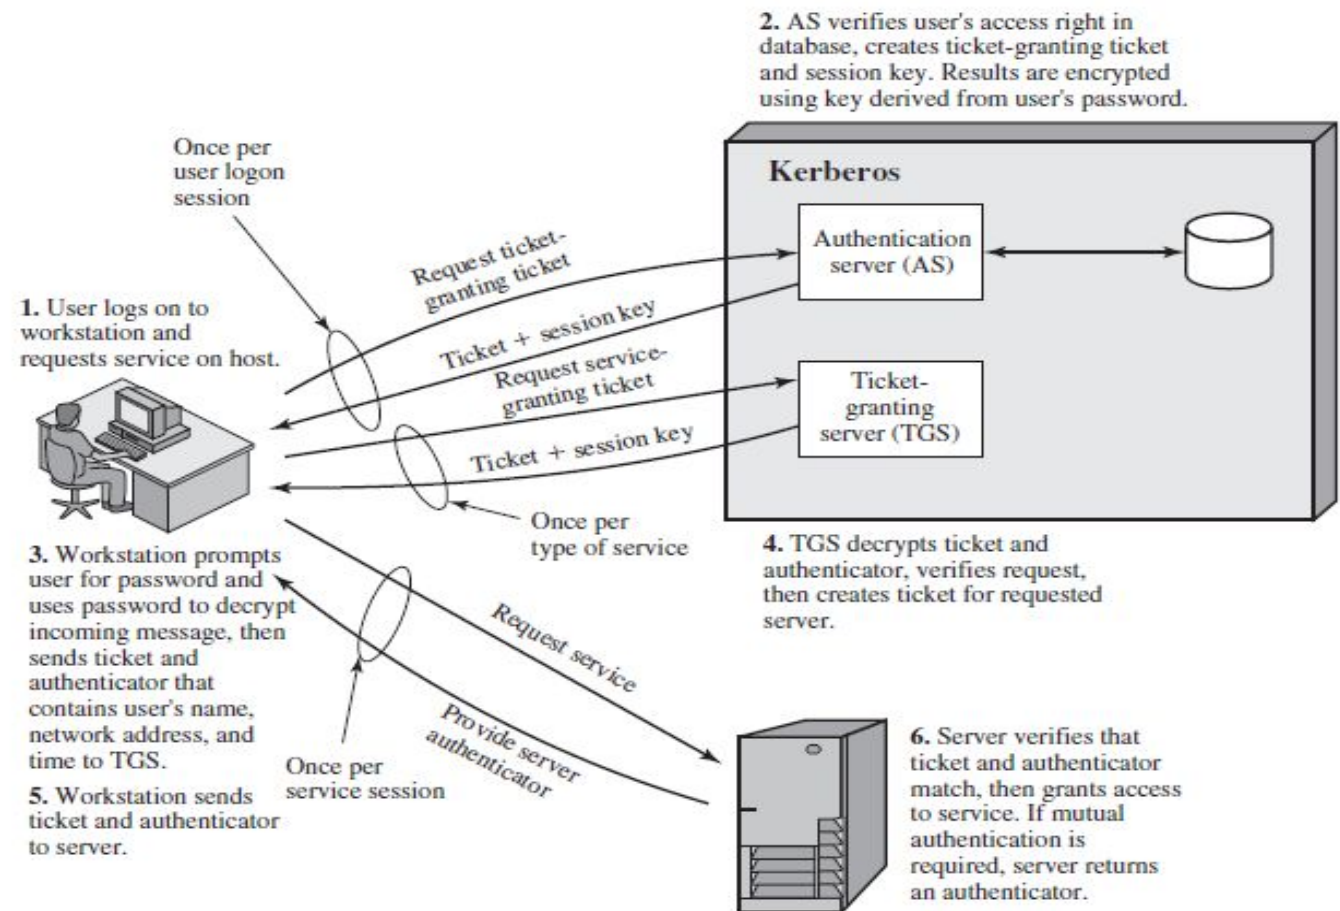 2. AS verifies user's access right in
database, creates ticket-granting ticket
and session key. Results are encrypted
using key derived from user's password.
Once per
user logon
session
Kerberos
Authentication
server (AS)
Request ticket-
granting ticket
1. User logs on to
workstation and
requests service on host.
Ticket + session key
Request service-
granting ticket
Ticket-
granting
server (TGS)
Ticket + session key
Once per
type of service
3. Workstation prompts
user for password and
uses password to decrypt
incoming message, then
sends ticket and
authenticator that
contains user's name,
network address, and
time to TGS.
4. TGS decrypts ticket and
authenticator, verifies request,
then creates ticket for requested
server.
Request service
Provide server
authenticator
Once per
service session
5. Workstation sends
ticket and authenticator
to server.
6. Server verifies that
ticket and authenticator
match, then grants access
to service. If mutual
authentication is
required, server returns
an authenticator.